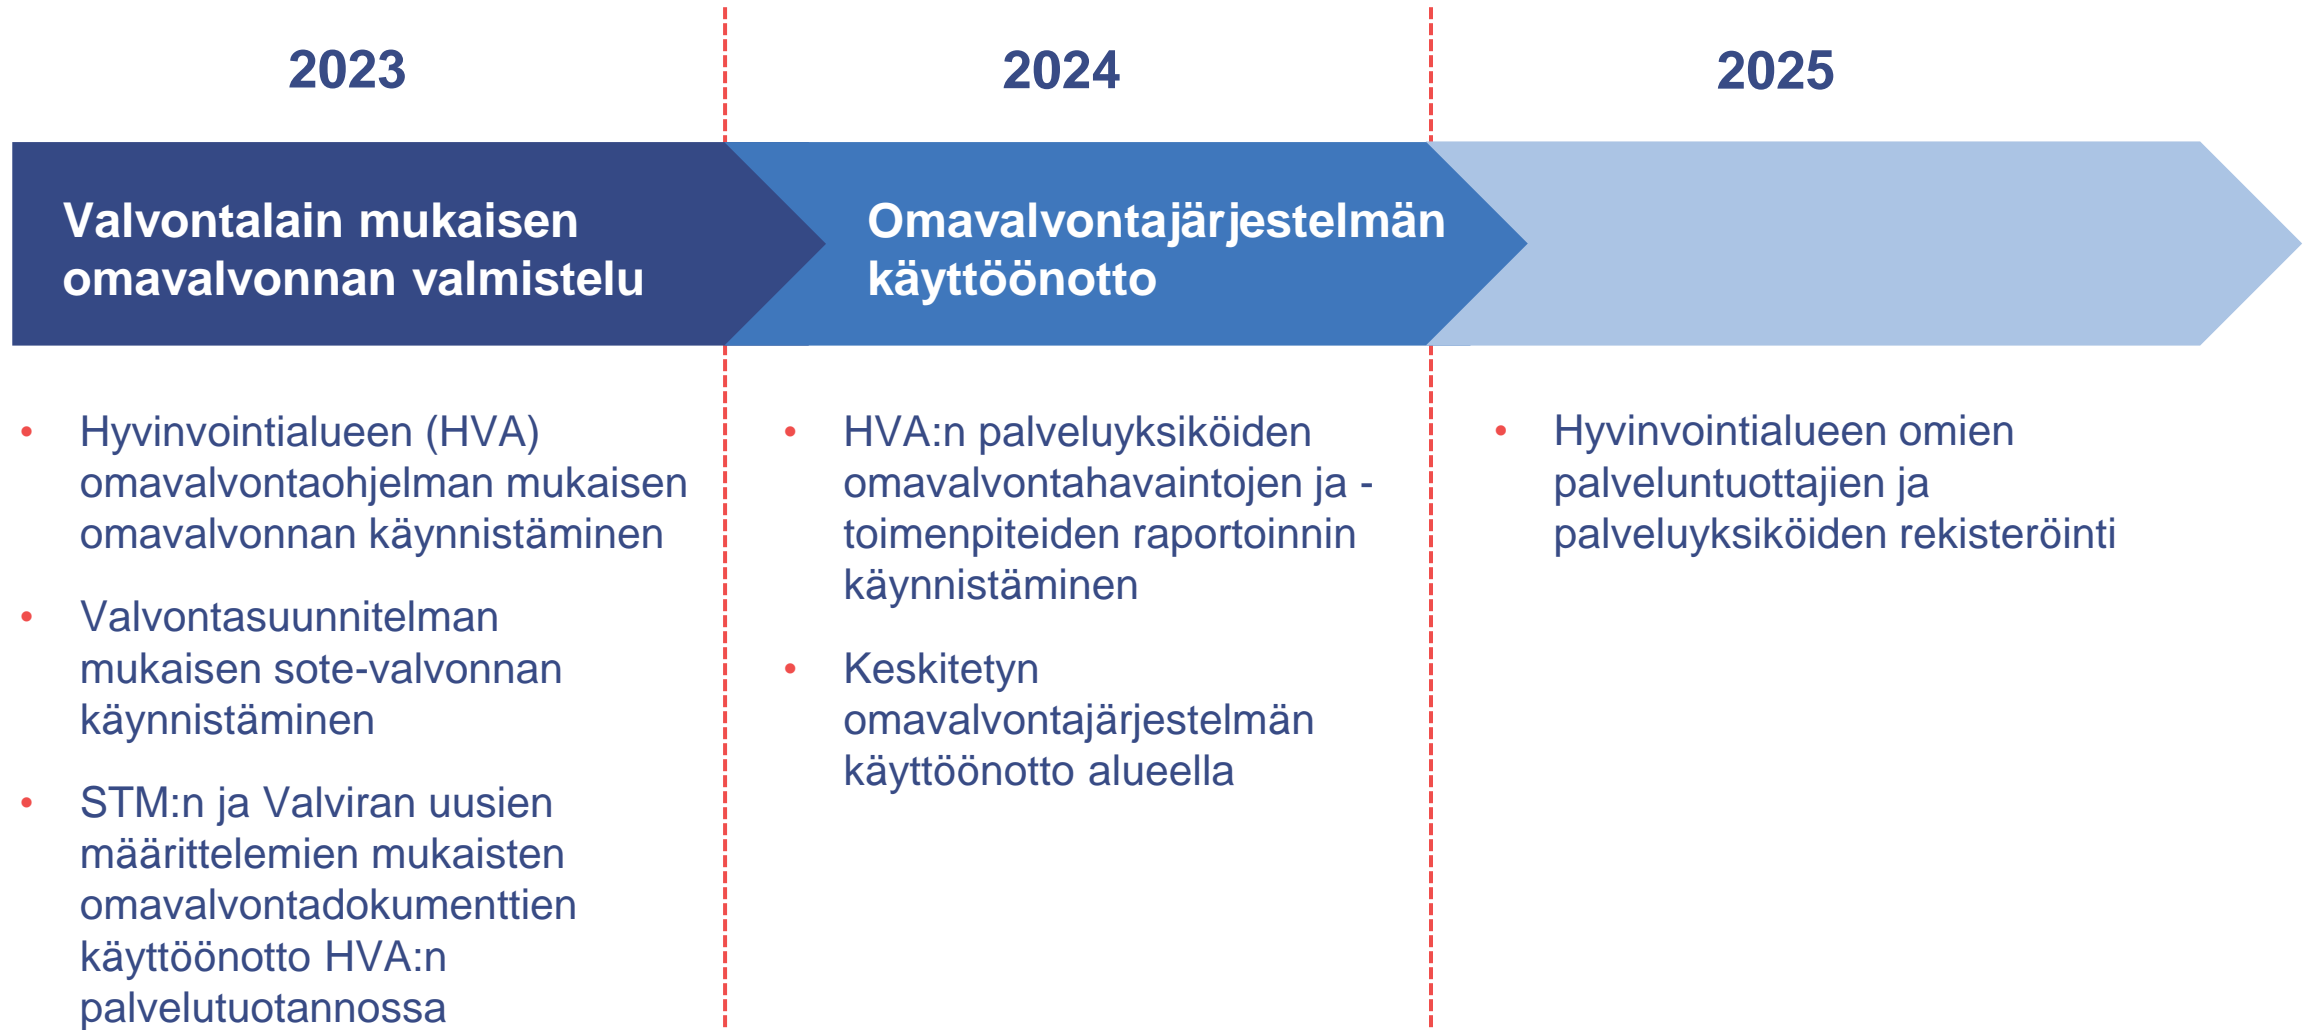 2023
2024
2025
Valvontalain mukaisen
omavalvonnan valmistelu
Omavalvontajärjestelmän
käyttöönotto
• Hyvinvointialueen (HVA)
omavalvontaohjelman mukaisen
omavalvonnan käynnistäminen
• Valvontasuunnitelman
mukaisen sote-valvonnan
käynnistäminen
• STM:n ja Valviran uusien
määrittelemien mukaisten
omavalvontadokumenttien
käyttöönotto HVA:n
palvelutuotannossa
• HVA:n palveluyksiköiden
omavalvontahavaintojen ja -
toimenpiteiden raportoinnin
käynnistäminen
• Keskitetyn
omavalvontajärjestelmän
käyttöönotto alueella
• Hyvinvointialueen omien
palveluntuottajien ja
palveluyksiköiden rekisteröinti